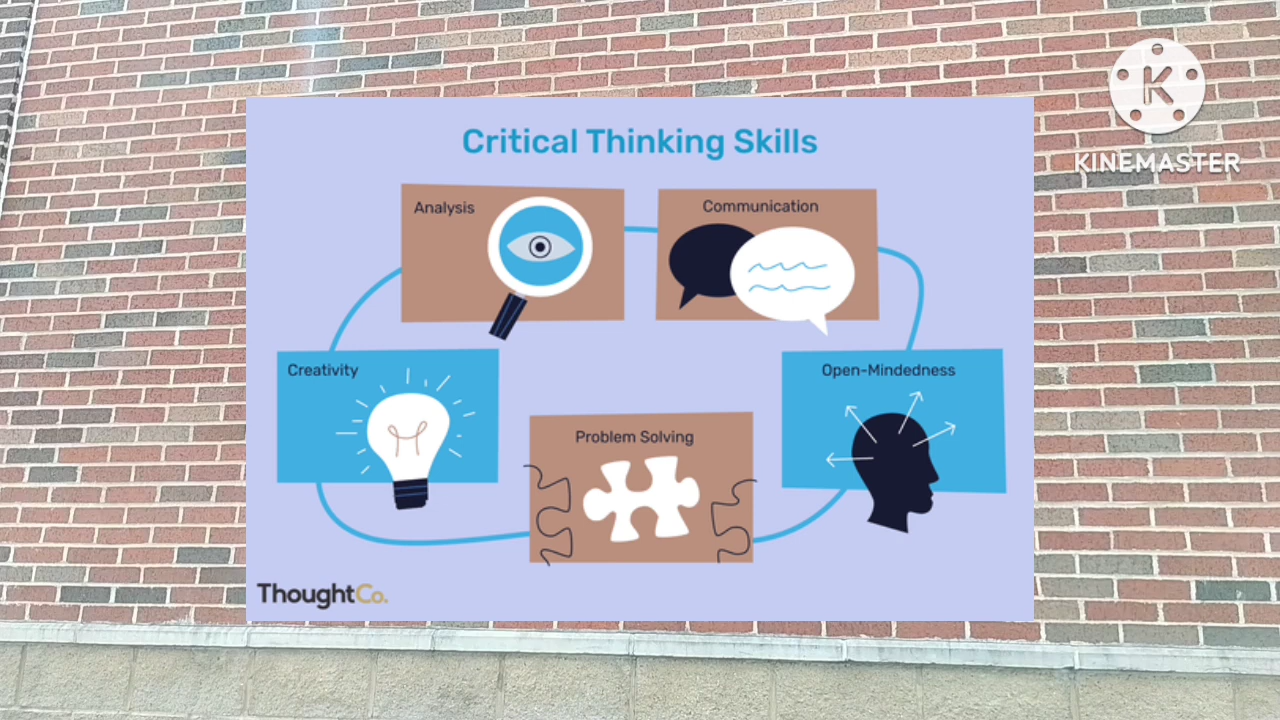 Critical Thinking Skills
Analysis
Communication
Creativity
Open-Mindedness
Problem Solving
ThoughtCo.
K
KINEMASTER